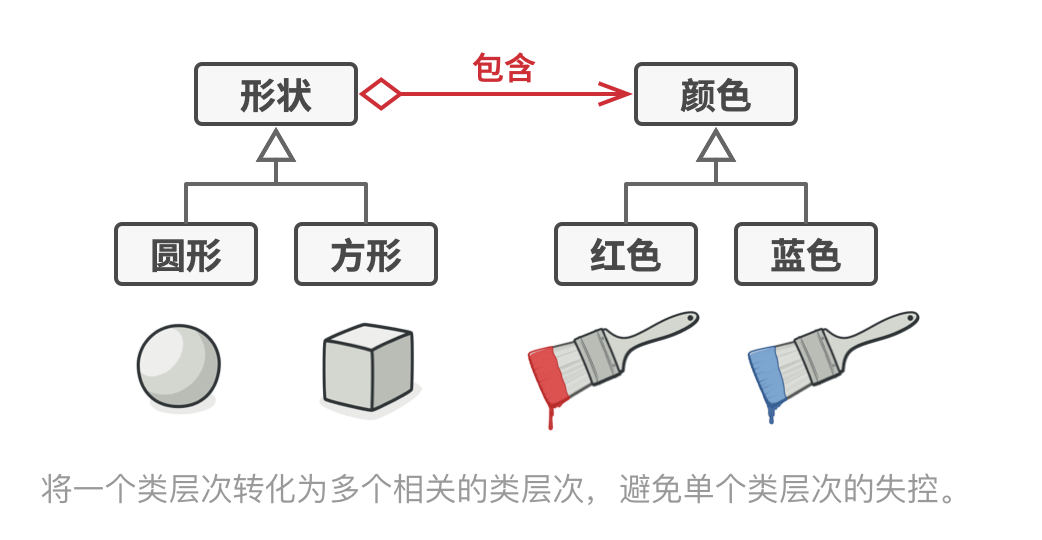 包含
形状
颜色
圆形
方形
红色
蓝色
将一个类层次转化为多个相关的类层次，避免单个类层次的失控。